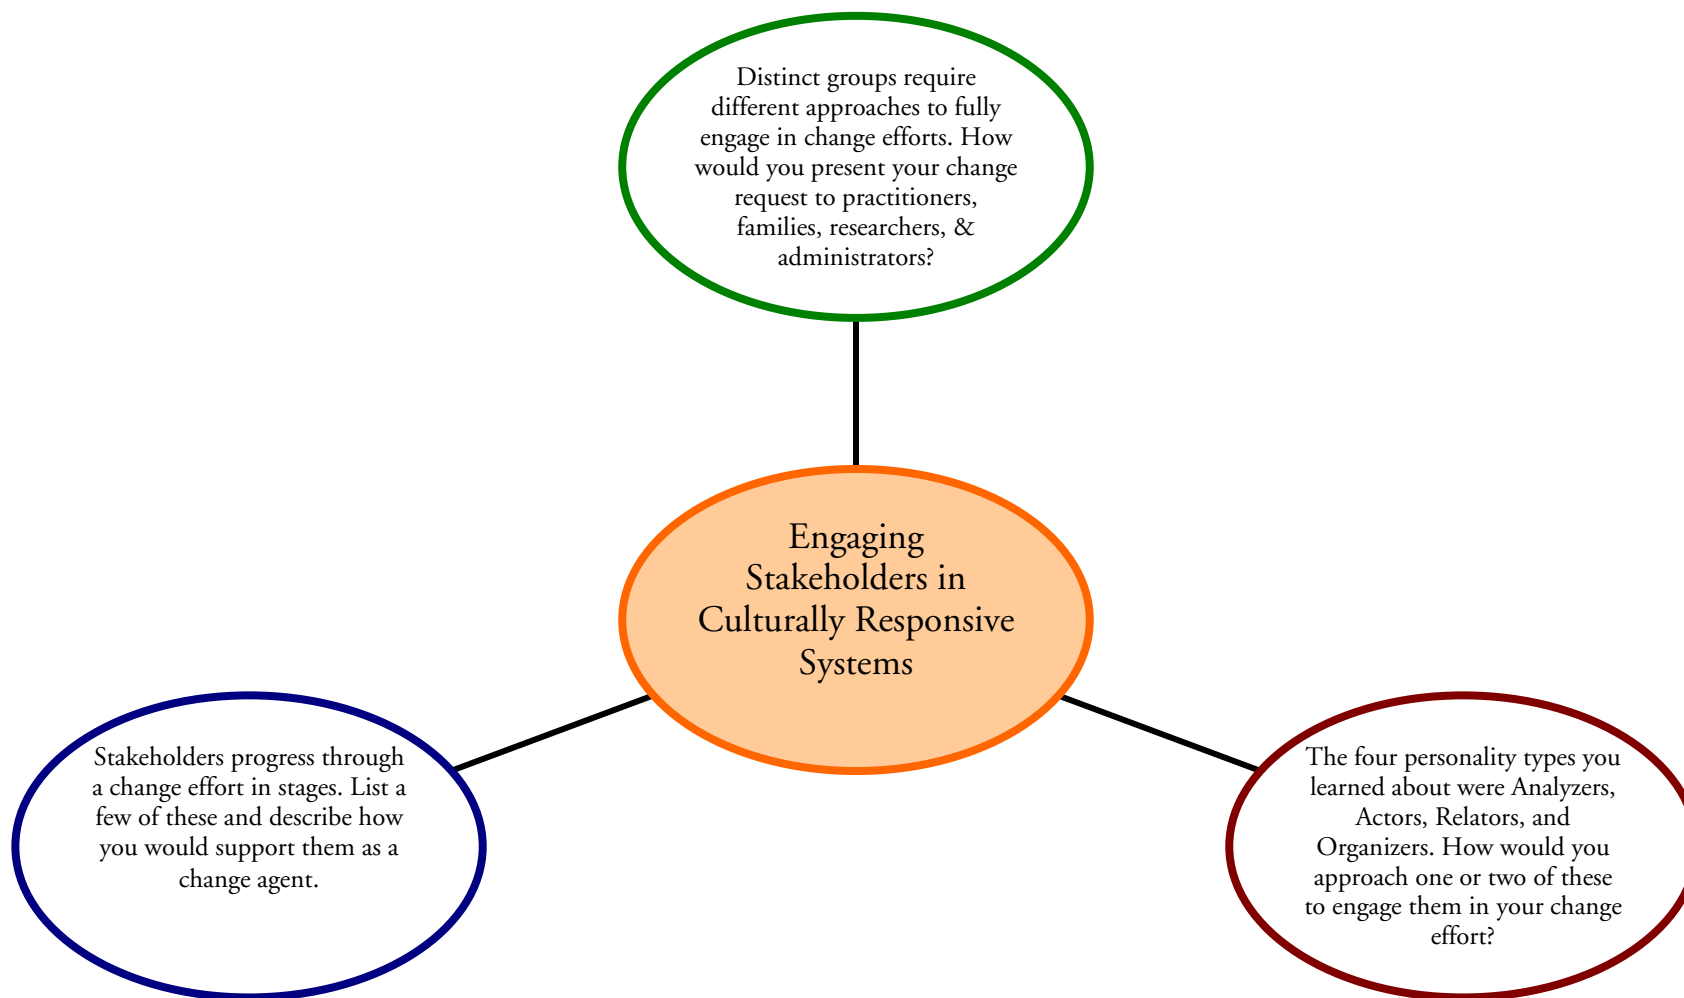 Distinct groups require
different approaches to fully
engage in change efforts. How
would you present your change
request to practitioners,
families, researchers, &
administrators?
Engaging
Stakeholders in
Culturally Responsive
Systems
Stakeholders progress through
a change effort in stages. List a
few of these and describe how
you would support them as a
change agent.
The four personality types you
learned about were Analyzers,
Actors, Relators, and
Organizers. How would you
approach one or two of these
to engage them in your change
effort?